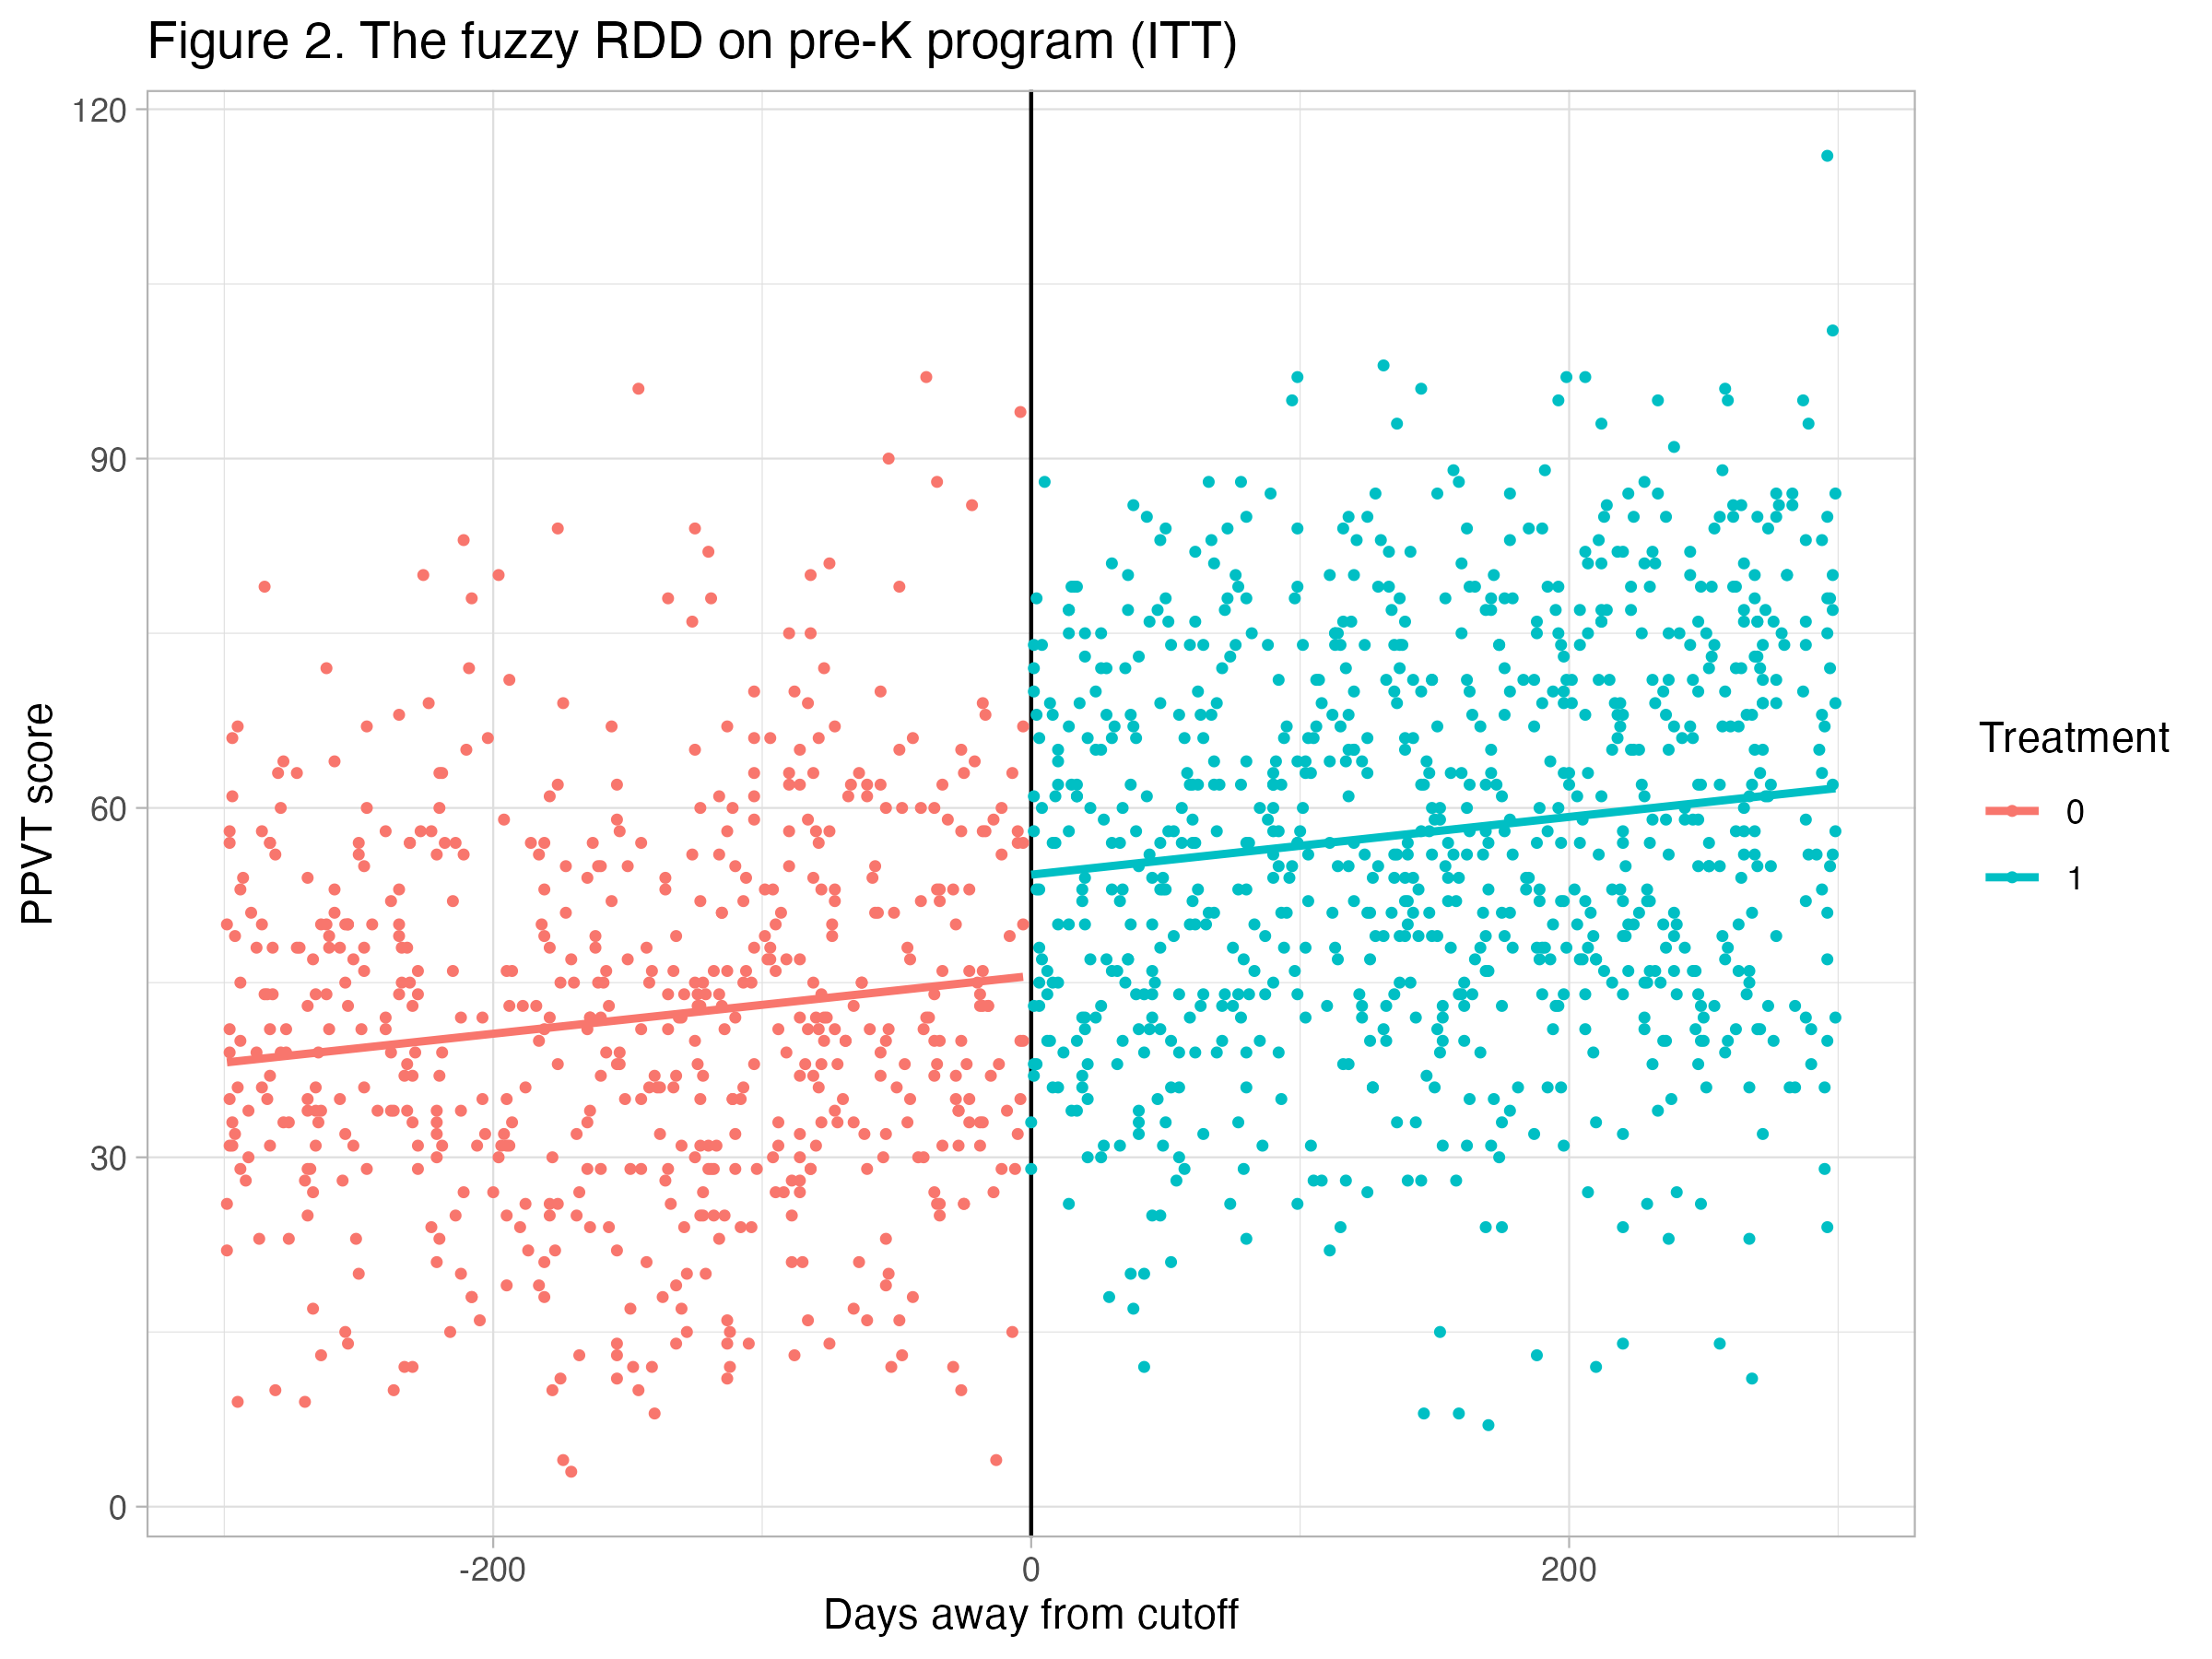 Figure 2. The fuzzy RDD on pre-K program (ITT)
120
90
60
30
0
PPVT score
-200
0
200
Days away from cutoff
Treatment
0
1